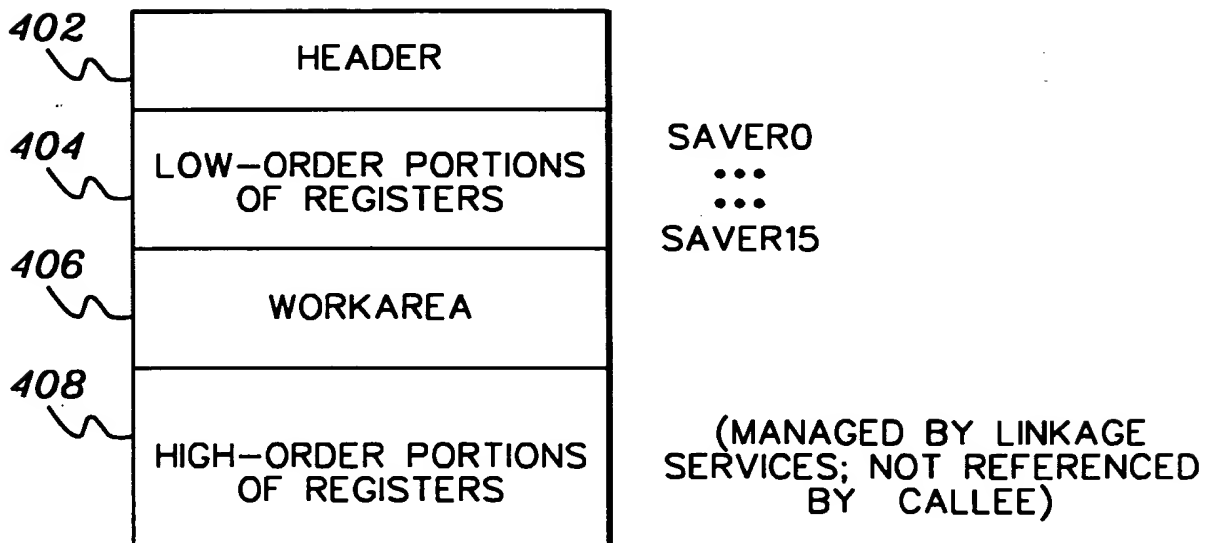 402
HEADER
404
LOW-ORDER PORTIONS
OF REGISTERS
SAVER0
•••
•••
SAVER15
406
WORKAREA
408
HIGH-ORDER PORTIONS
OF REGISTERS
(MANAGED BY LINKAGE
SERVICES; NOT REFERENCED
BY CALLEE)